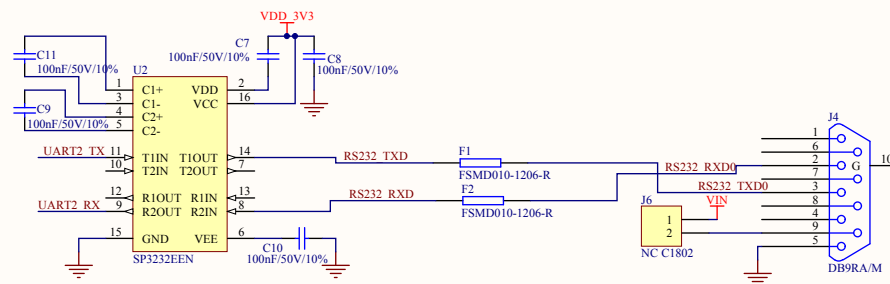 VDD_3V3
C11
100nF/50V/10%
U2
C7
100nF/50V/10%
C8
100nF/50V/10%
1 C1+ VDD 2
3 C1- VCC 16
4 C2+
5 C2-
C9
100nF/50V/10%
UART2_TX 11 T1IN T1OUT 14 RS232_TXD
10 T2IN T2OUT 7
12 R1OUT R1IN 13
UART2_RX 9 R2OUT R2IN 8 RS232_RXD
15 GND VEE 6
SP3232EEN
C10
100nF/50V/10%
F1
FSMD010-1206-R
F2
FSMD010-1206-R
RS232_RXD0
RS232_TXD0
J6
VIN
1
2
NC C1802
J4
1
6
2 G 10
7
3
8
4
9
5
DB9RA/M